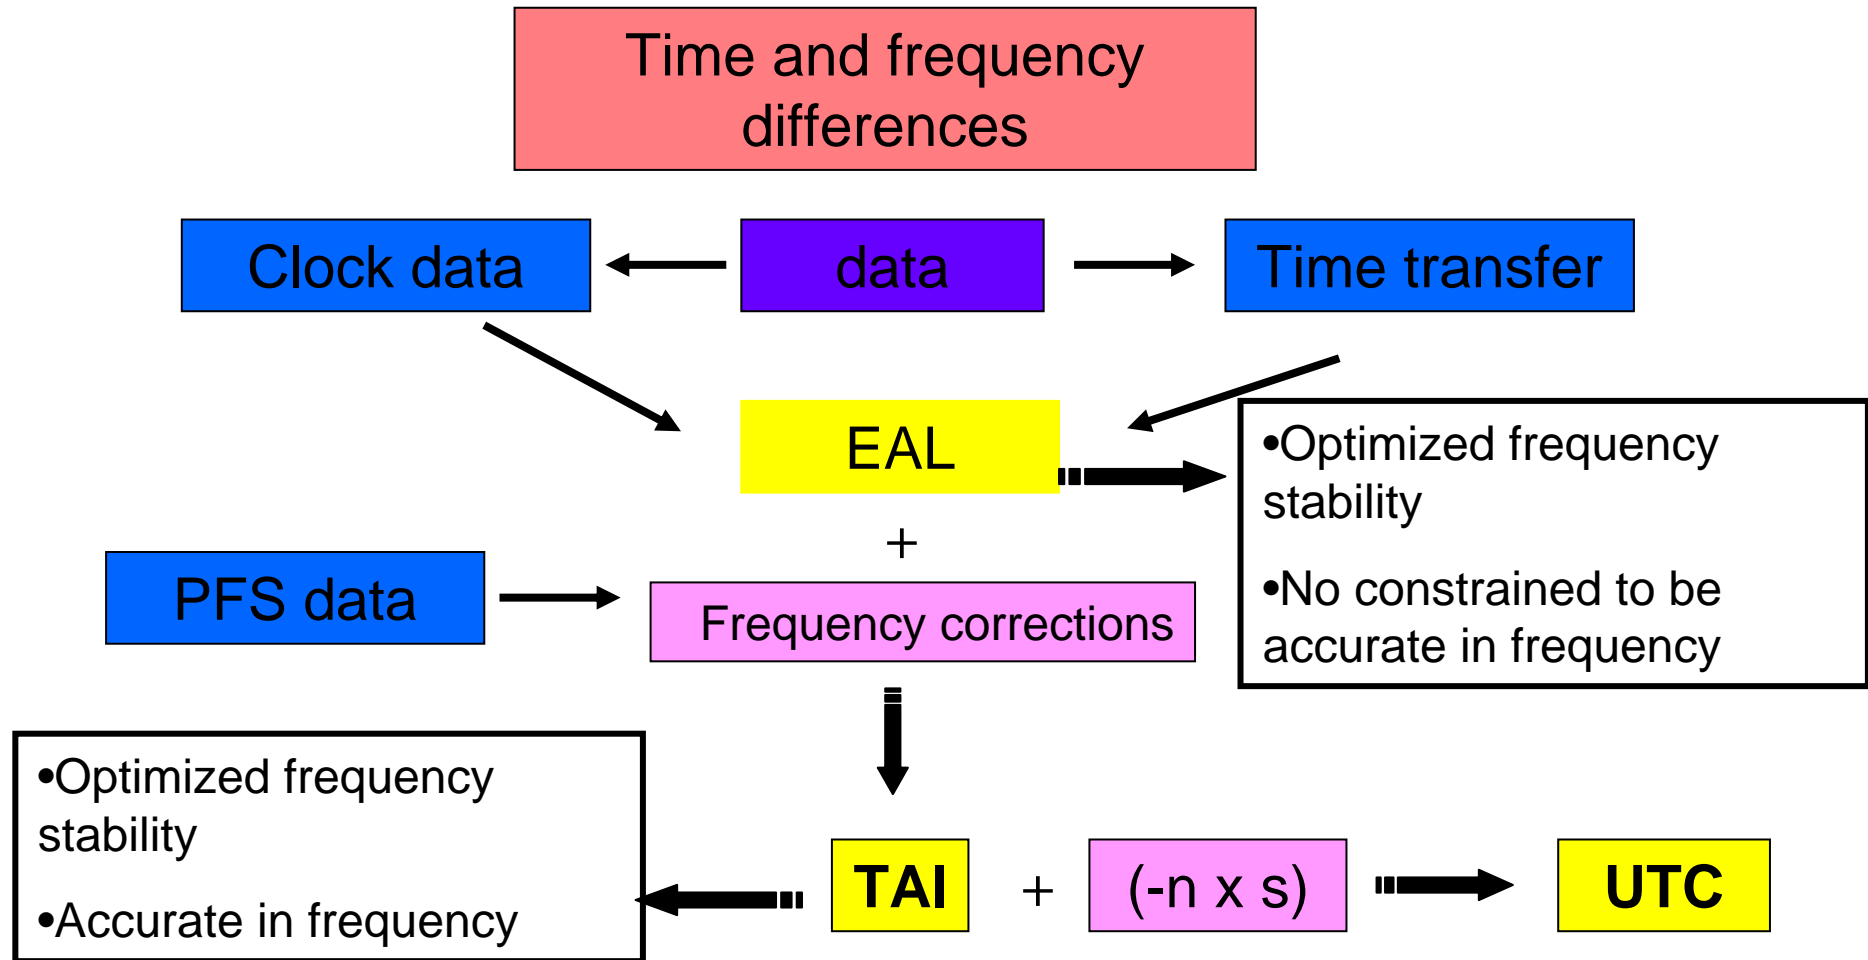 Time and frequency
differences
Clock data
data
Time transfer
EAL
•Optimized frequency
stability
•No constrained to be
accurate in frequency
+
PFS data
Frequency corrections
•Optimized frequency
stability
•Accurate in frequency
TAI
+
(-n x s)
UTC